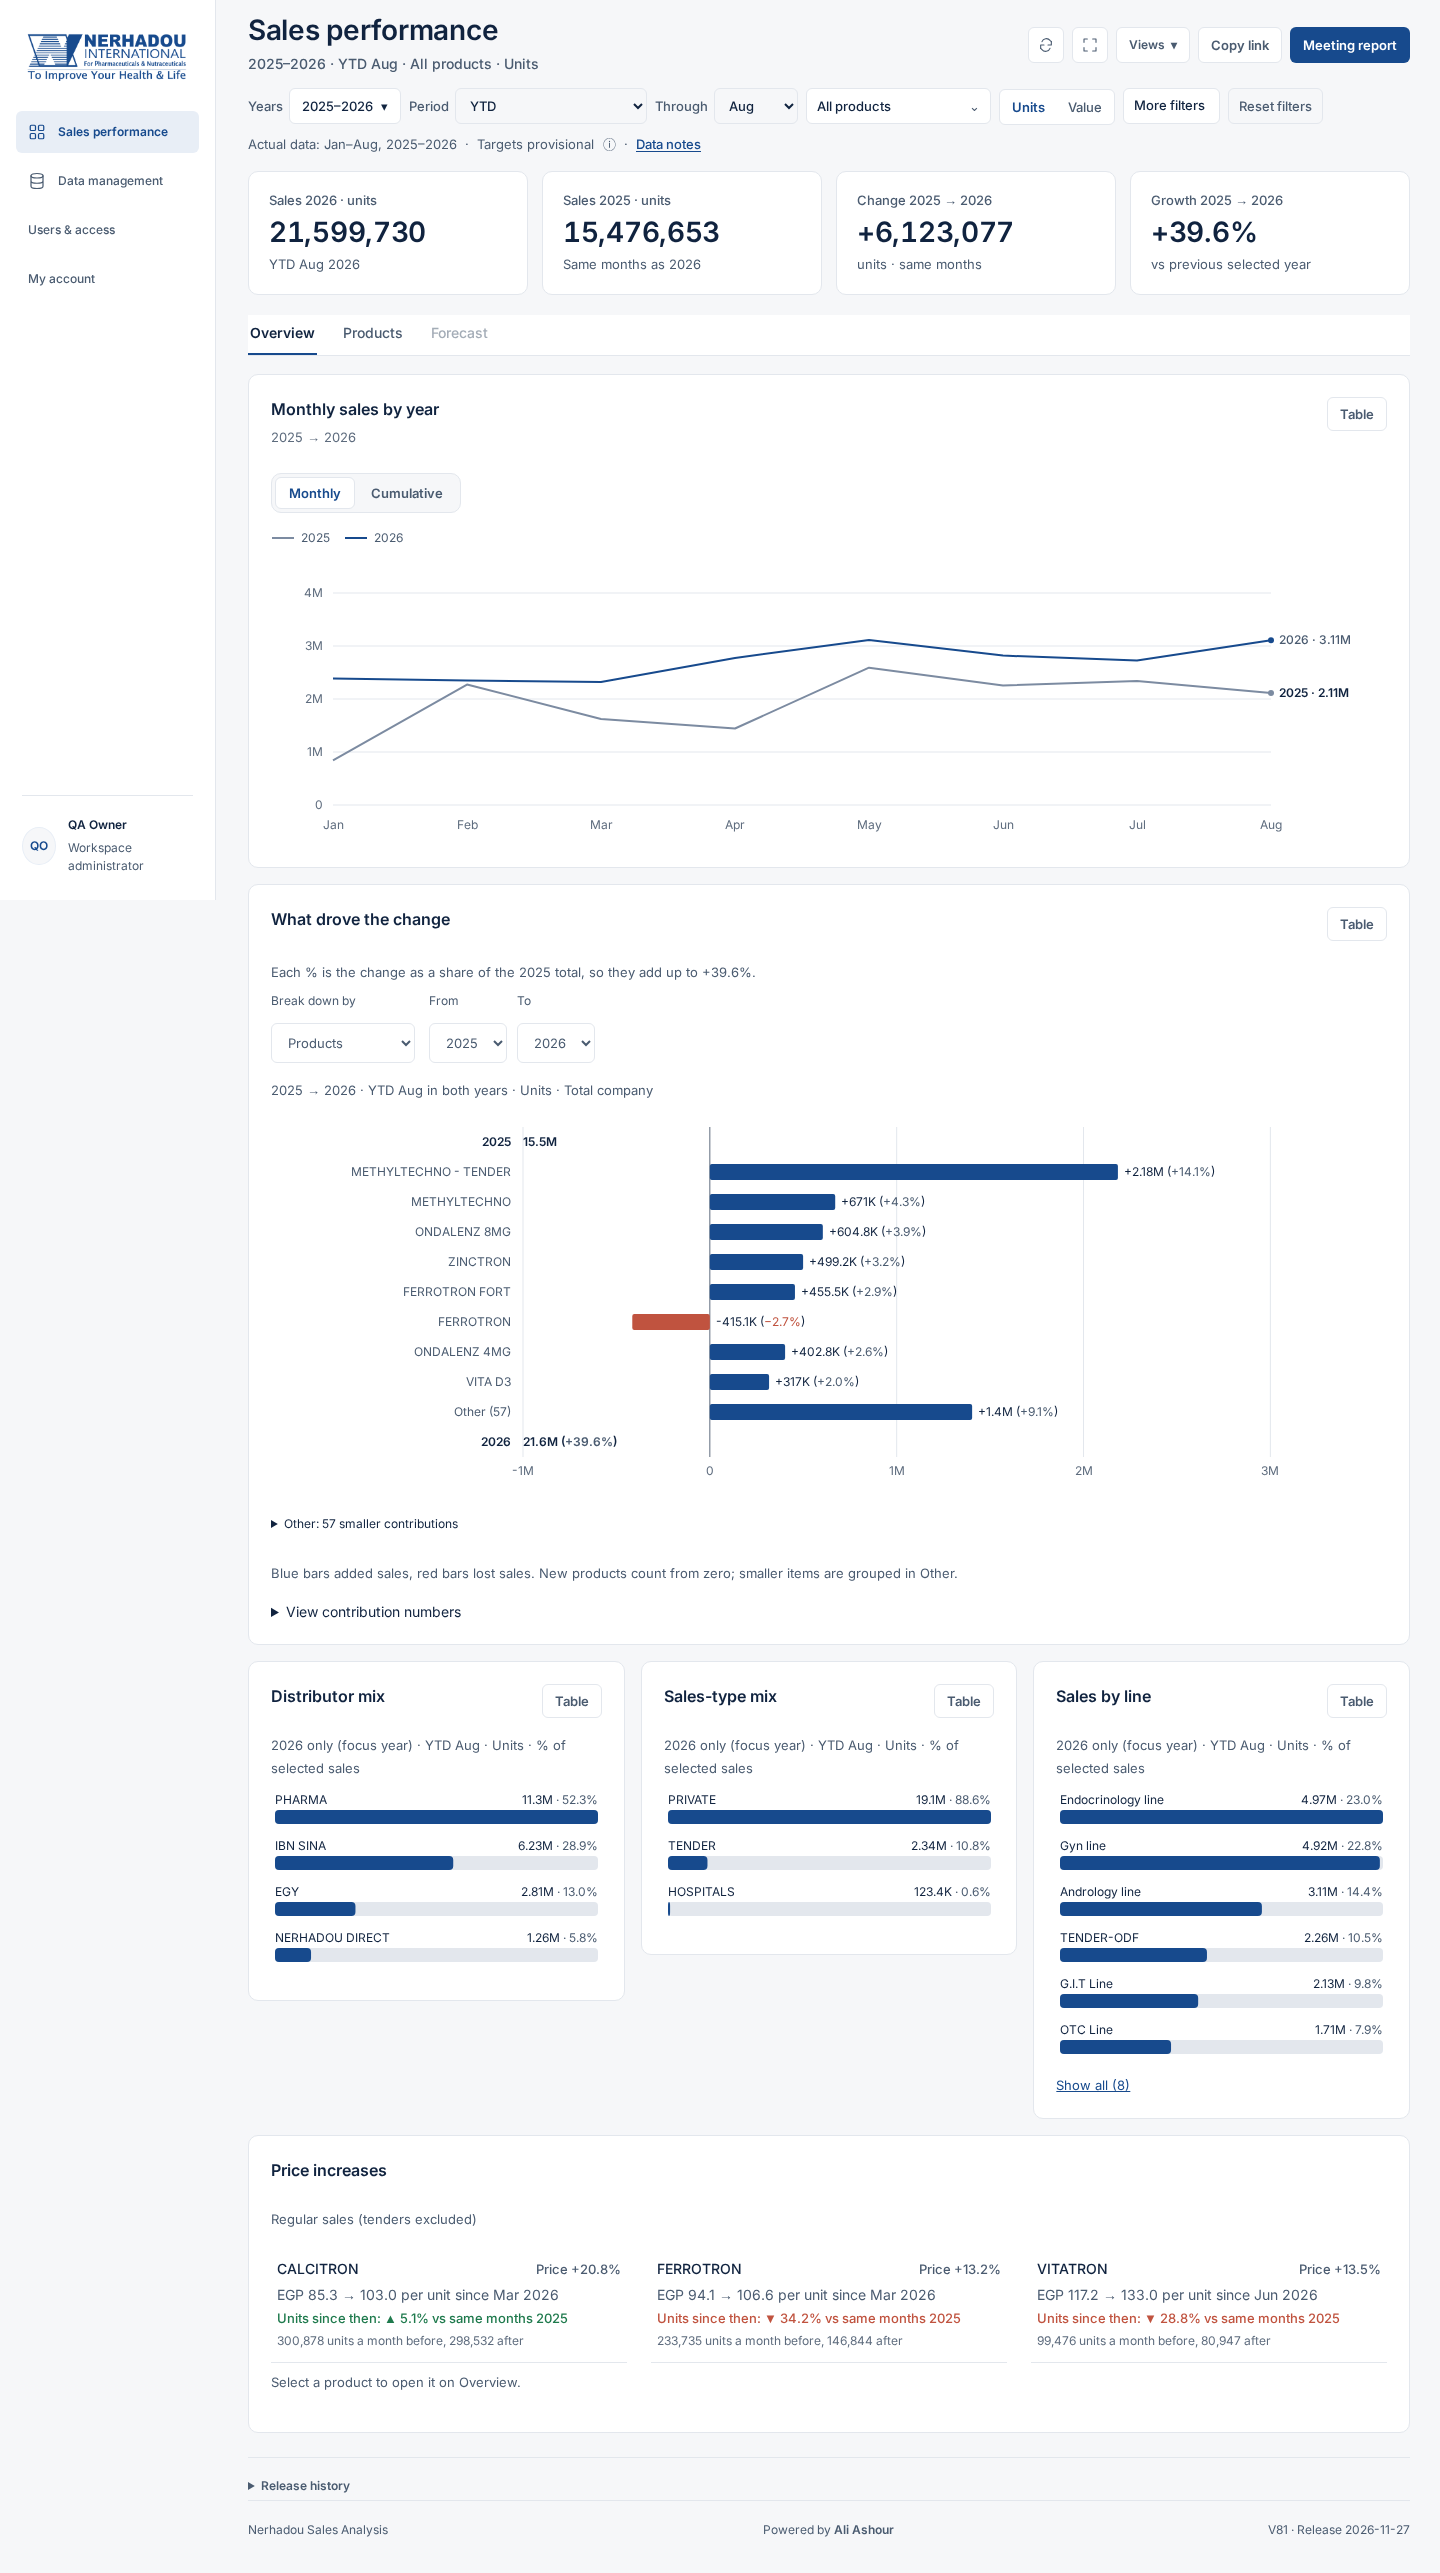 NERHADOU
INTERNATIONAL
For Pharmaceuticals & Nutraceuticals
To Improve Your Health & Life
Sales performance
Data management
Users & access
My account
QO
QA Owner
Workspace
administrator
Sales performance
2025–2026 · YTD Aug · All products · Units
Views ▾
Copy link
Meeting report
Years 2025–2026 ▾ Period YTD Through Aug All products Units Value More filters Reset filters
Actual data: Jan–Aug, 2025–2026 · Targets provisional ⓘ · Data notes
Sales 2026 · units
21,599,730
YTD Aug 2026
Sales 2025 · units
15,476,653
Same months as 2026
Change 2025 → 2026
+6,123,077
units · same months
Growth 2025 → 2026
+39.6%
vs previous selected year
Overview Products Forecast
Monthly sales by year
Table
2025 → 2026
Monthly Cumulative
2025 2026
4M
3M
2M
1M
0
2026 · 3.11M
2025 · 2.11M
Jan Feb Mar Apr May Jun Jul Aug
What drove the change
Table
Each % is the change as a share of the 2025 total, so they add up to +39.6%.
Break down by From To
Products 2025 2026
2025 → 2026 · YTD Aug in both years · Units · Total company
2025 15.5M
METHYLTECHNO - TENDER +2.18M (+14.1%)
METHYLTECHNO +671K (+4.3%)
ONDALENZ 8MG +604.8K (+3.9%)
ZINCTRON +499.2K (+3.2%)
FERROTRON FORT +455.5K (+2.9%)
FERROTRON -415.1K (−2.7%)
ONDALENZ 4MG +402.8K (+2.6%)
VITA D3 +317K (+2.0%)
Other (57) +1.4M (+9.1%)
2026 21.6M (+39.6%)
-1M 0 1M 2M 3M
▶ Other: 57 smaller contributions
Blue bars added sales, red bars lost sales. New products count from zero; smaller items are grouped in Other.
▶ View contribution numbers
Distributor mix
Table
2026 only (focus year) · YTD Aug · Units · % of
selected sales
PHARMA 11.3M · 52.3%
IBN SINA 6.23M · 28.9%
EGY 2.81M · 13.0%
NERHADOU DIRECT 1.26M · 5.8%
Sales-type mix
Table
2026 only (focus year) · YTD Aug · Units · % of
selected sales
PRIVATE 19.1M · 88.6%
TENDER 2.34M · 10.8%
HOSPITALS 123.4K · 0.6%
Sales by line
Table
2026 only (focus year) · YTD Aug · Units · % of
selected sales
Endocrinology line 4.97M · 23.0%
Gyn line 4.92M · 22.8%
Andrology line 3.11M · 14.4%
TENDER-ODF 2.26M · 10.5%
G.I.T Line 2.13M · 9.8%
OTC Line 1.71M · 7.9%
Show all (8)
Price increases
Regular sales (tenders excluded)
CALCITRON Price +20.8%
EGP 85.3 → 103.0 per unit since Mar 2026
Units since then: ▲ 5.1% vs same months 2025
300,878 units a month before, 298,532 after
FERROTRON Price +13.2%
EGP 94.1 → 106.6 per unit since Mar 2026
Units since then: ▼ 34.2% vs same months 2025
233,735 units a month before, 146,844 after
VITATRON Price +13.5%
EGP 117.2 → 133.0 per unit since Jun 2026
Units since then: ▼ 28.8% vs same months 2025
99,476 units a month before, 80,947 after
Select a product to open it on Overview.
▶ Release history
Nerhadou Sales Analysis
Powered by Ali Ashour
V81 · Release 2026-11-27